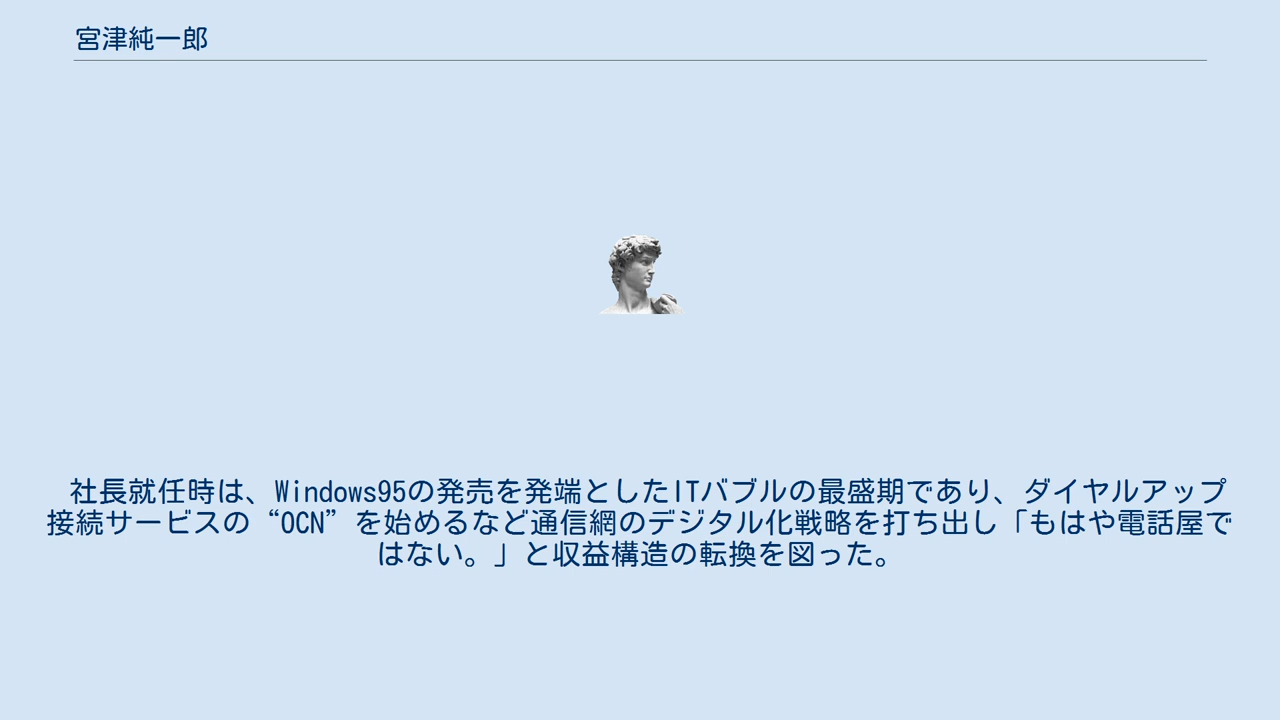 宮津純一郎
社長就任時は、Windows95の発売を発端としたITバブルの最盛期であり、ダイヤルアップ
接続サービスの“OCN”を始めるなど通信網のデジタル化戦略を打ち出し「もはや電話屋で
はない。」と収益構造の転換を図った。